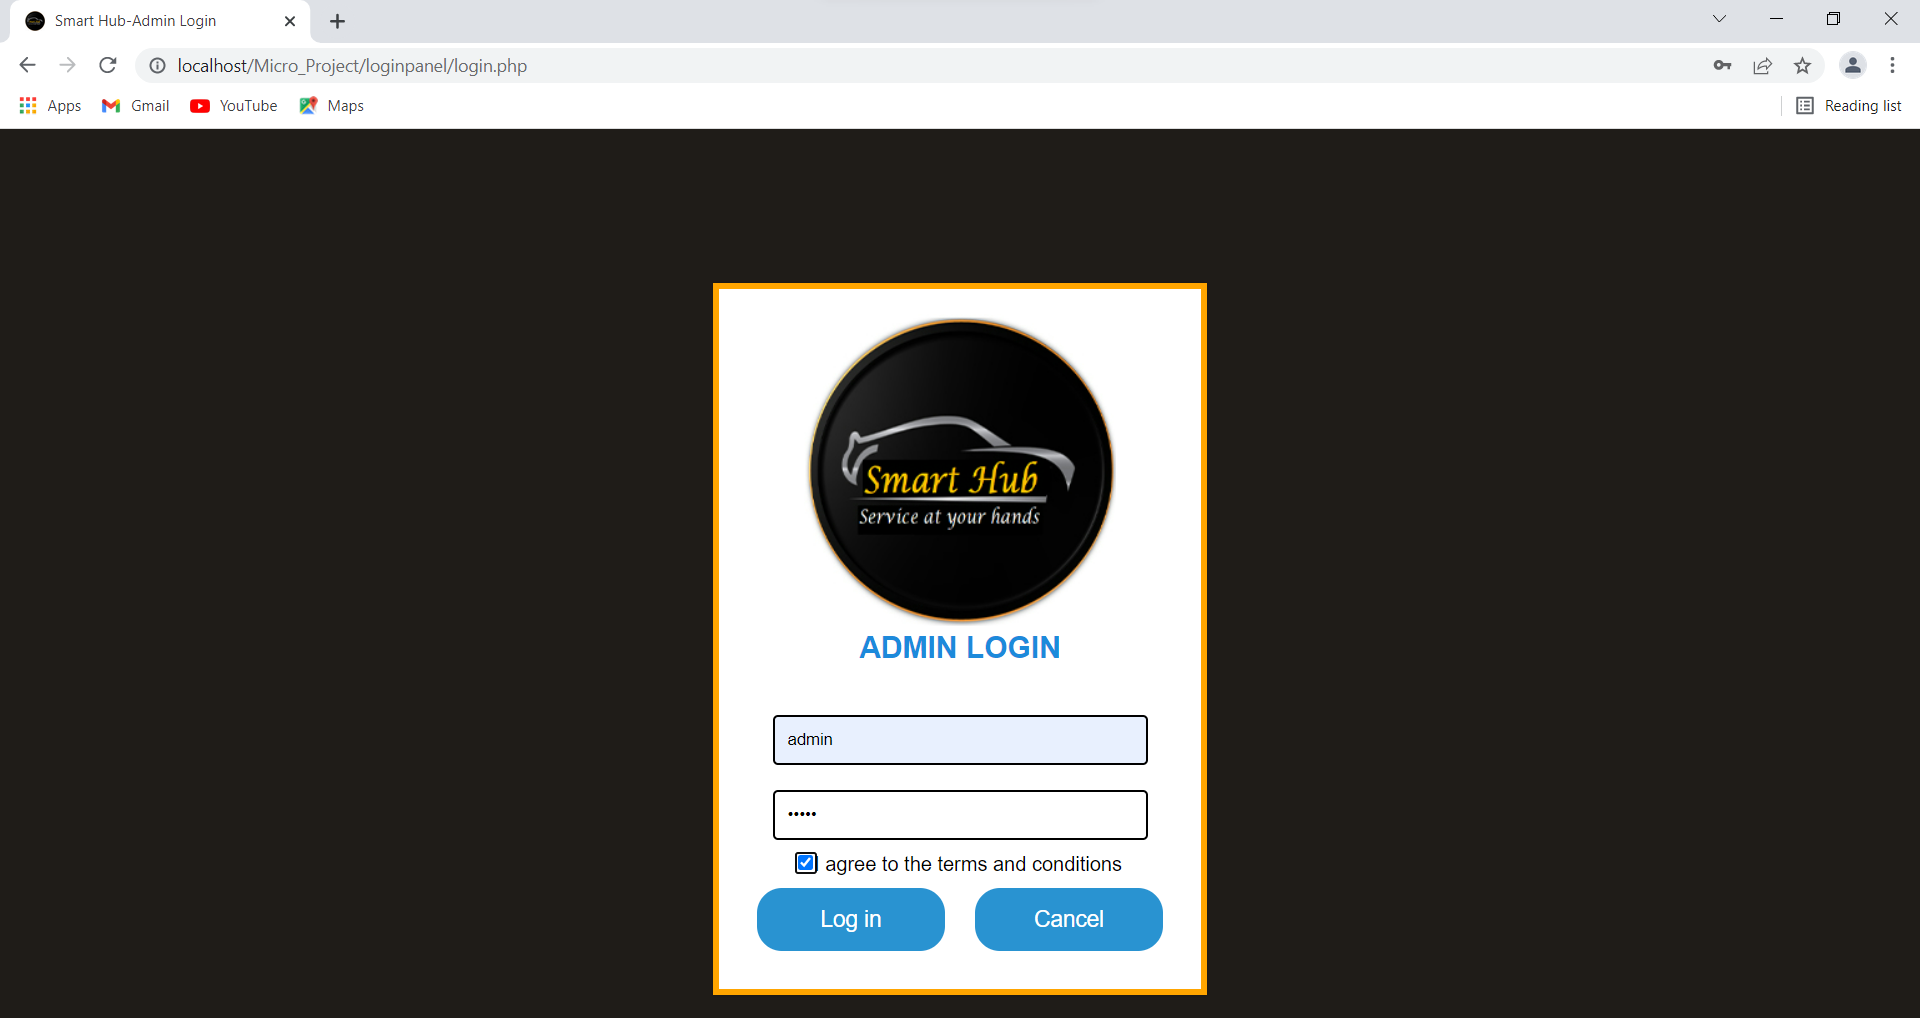 Smart Hub-Admin Login
localhost/Micro_Project/loginpanel/login.php
Apps Gmail YouTube Maps Reading list
Smart Hub
Service at your hands
ADMIN LOGIN
admin
•••••
agree to the terms and conditions
Log in Cancel